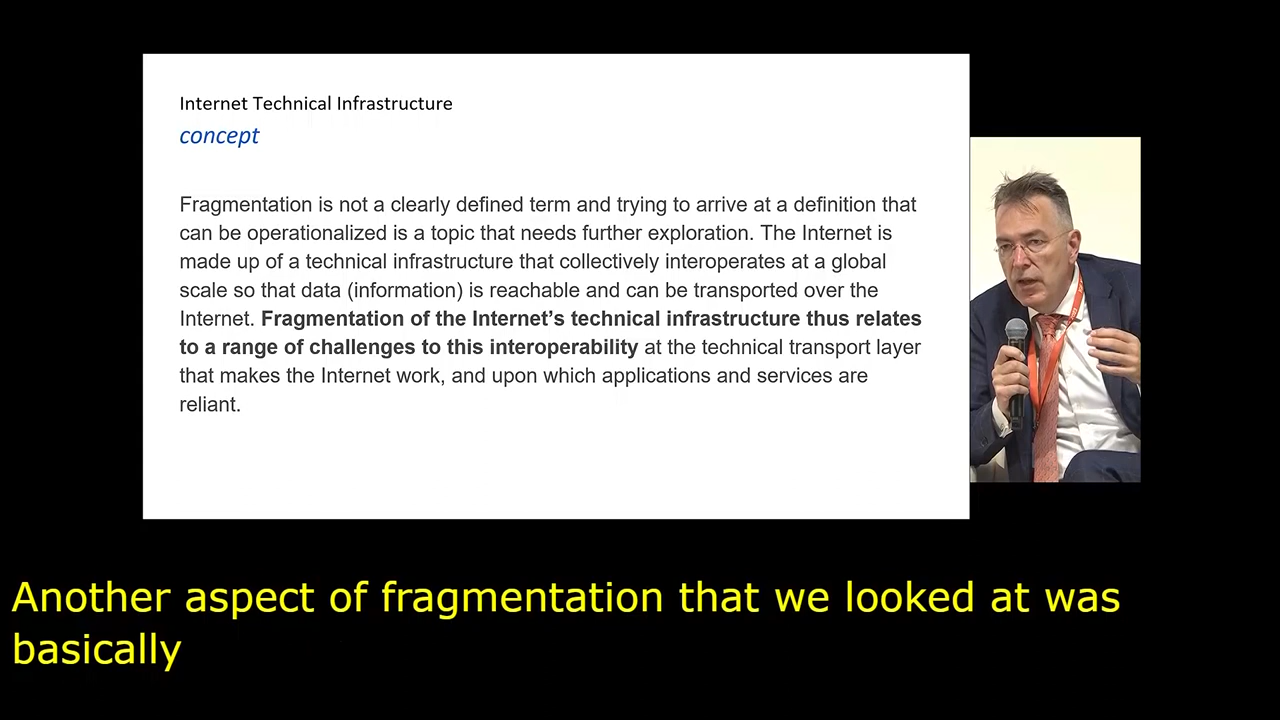 Internet Technical Infrastructure
concept
Fragmentation is not a clearly defined term and trying to arrive at a definition that
can be operationalized is a topic that needs further exploration. The Internet is
made up of a technical infrastructure that collectively interoperates at a global
scale so that data (information) is reachable and can be transported over the
Internet. Fragmentation of the Internet’s technical infrastructure thus relates
to a range of challenges to this interoperability at the technical transport layer
that makes the Internet work, and upon which applications and services are
reliant.
Another aspect of fragmentation that we looked at was
basically